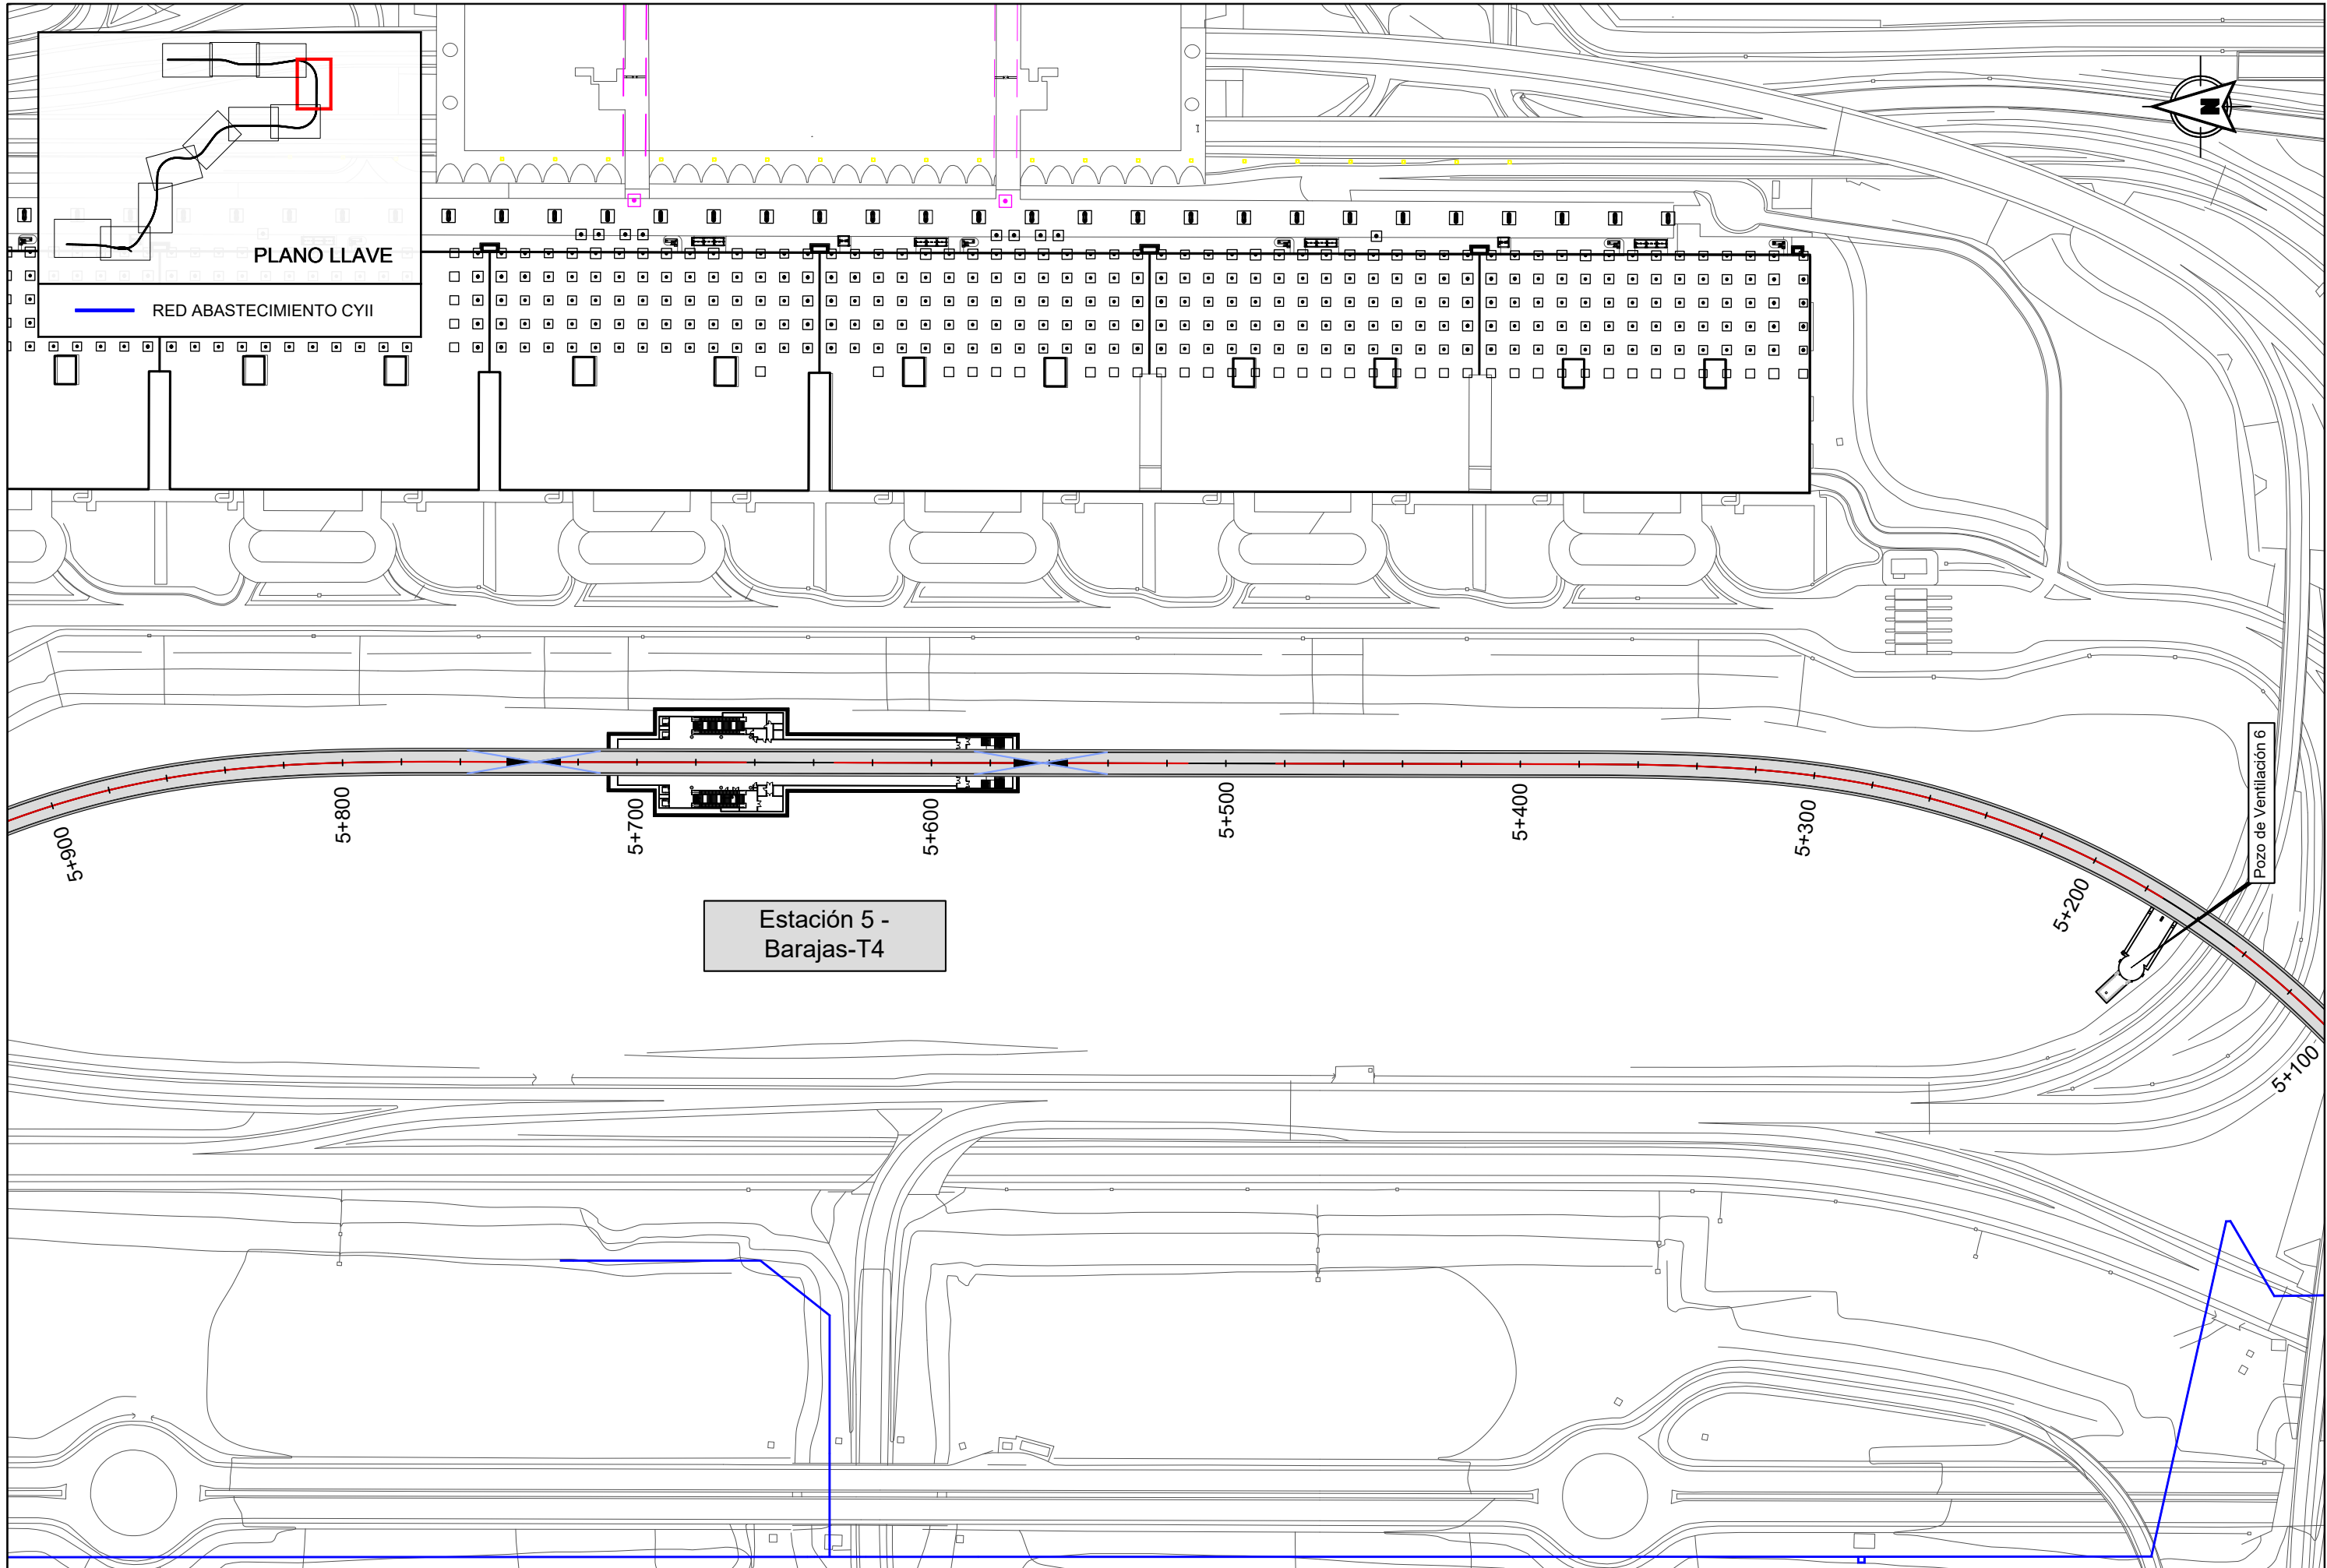 N
PLANO LLAVE
RED ABASTECIMIENTO CYII
Pozo de Ventilación 6
5+900
5+800
5+700
5+600
5+500
5+400
5+300
5+200
5+100
Estación 5 -
Barajas-T4